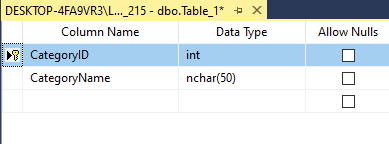 DESKTOP-4FA9VR3\L..._215 - dbo.Table_1*
Column Name Data Type Allow Nulls
CategoryID int
CategoryName nchar(50)